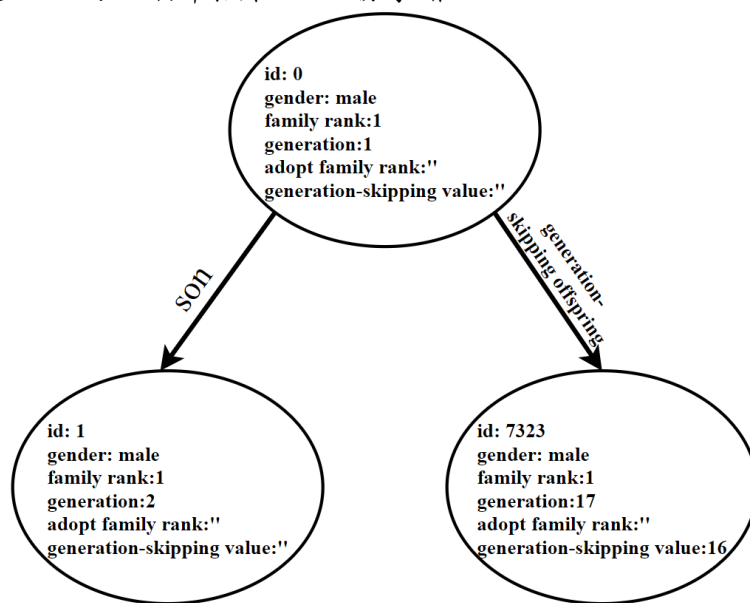 id: 0
gender: male
family rank:1
generation:1
adopt family rank:''
generation-skipping value:''
son
generation-
skipping offspring
id: 1
gender: male
family rank:1
generation:2
adopt family rank:''
generation-skipping value:''
id: 7323
gender: male
family rank:1
generation:17
adopt family rank:''
generation-skipping value:16